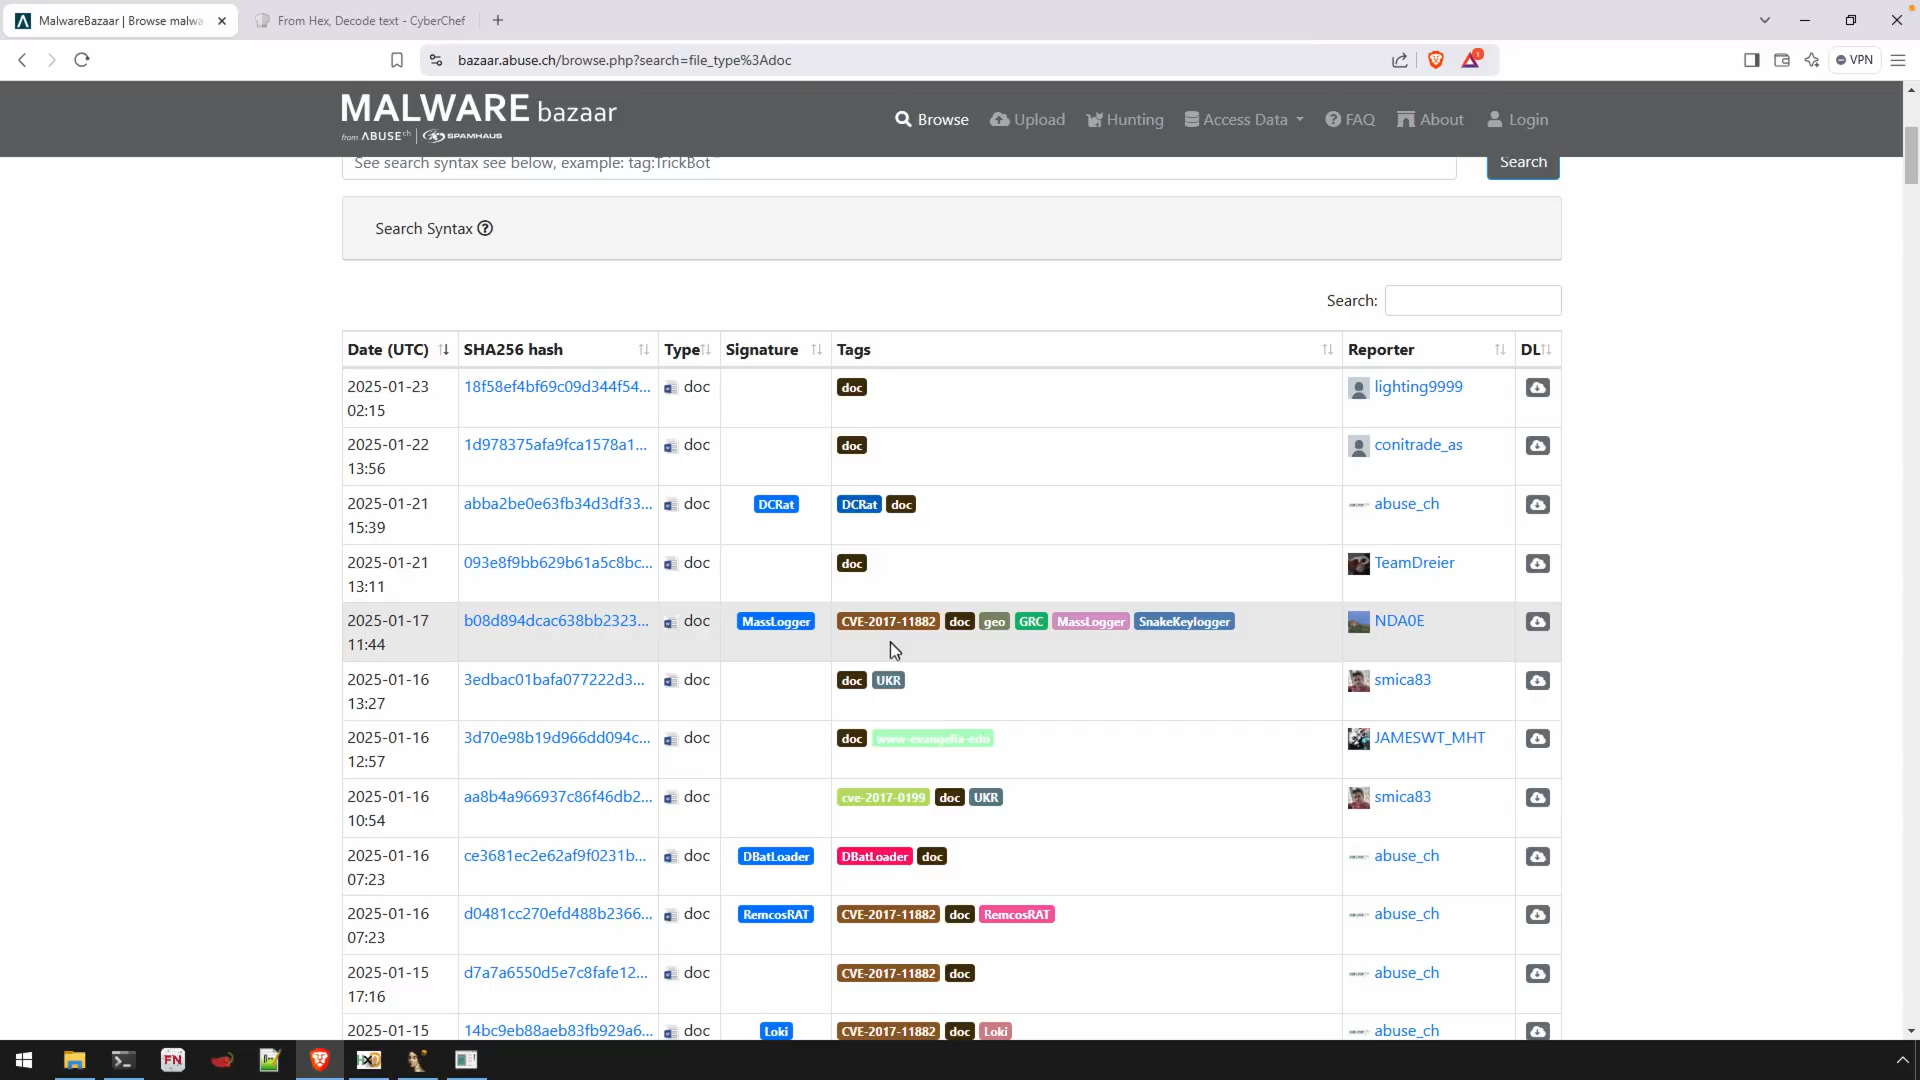 MalwareBazaar | Browse malwa
From Hex, Decode text - CyberChef
bazaar.abuse.ch/browse.php?search=file_type%3Adoc
1
VPN
MALWARE bazaar
from ABUSE ch | SPAMHAUS
Browse Upload Hunting Access Data FAQ About Login
See search syntax see below, example: tag:TrickBot
Search
Search Syntax
Search:
Date (UTC) SHA256 hash Type Signature Tags Reporter DL
2025-01-23 18f58ef4bf69c09d344f54... doc doc lighting9999
02:15
2025-01-22 1d978375afa9fca1578a1... doc doc conitrade_as
13:56
2025-01-21 abba2be0e63fb34d3df33... doc DCRat DCRat doc abuse_ch
15:39
2025-01-21 093e8f9bb629b61a5c8bc... doc doc TeamDreier
13:11
2025-01-17 b08d894dcac638bb2323... doc MassLogger CVE-2017-11882 doc geo GRC MassLogger SnakeKeylogger NDA0E
11:44
2025-01-16 3edbac01bafa077222d3... doc doc UKR smica83
13:27
2025-01-16 3d70e98b19d966dd094c... doc doc www-evangelia-edu JAMESWT_MHT
12:57
2025-01-16 aa8b4a966937c86f46db2... doc cve-2017-0199 doc UKR smica83
10:54
2025-01-16 ce3681ec2e62af9f0231b... doc DBatLoader DBatLoader doc abuse_ch
07:23
2025-01-16 d0481cc270efd488b2366... doc RemcosRAT CVE-2017-11882 doc RemcosRAT abuse_ch
07:23
2025-01-15 d7a7a6550d5e7c8fafe12... doc CVE-2017-11882 doc abuse_ch
17:16
2025-01-15 14bc9eb88aeb83fb929a6... doc Loki CVE-2017-11882 doc Loki abuse_ch
FN